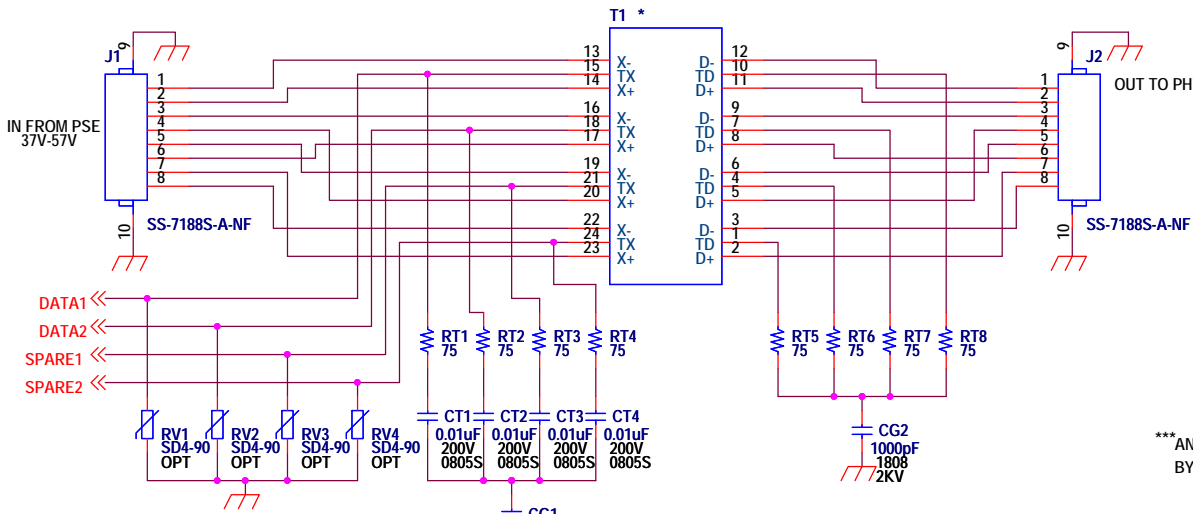 T1 *
J1
9
1
2
3
4
5
6
7
8
10
IN FROM PSE
37V-57V
SS-7188S-A-NF
13
15
14
16
18
17
19
21
20
22
24
23
X-
TX
X+
X-
TX
X+
X-
TX
X+
X-
TX
X+
D-
TD
D+
D-
TD
D+
D-
TD
D+
D-
TD
D+
12
10
11
9
7
8
6
4
5
3
1
2
J2
9
1
2
3
4
5
6
7
8
10
OUT TO PH
SS-7188S-A-NF
DATA1
DATA2
SPARE1
SPARE2
RT1
75
RT2
75
RT3
75
RT4
75
RT5
75
RT6
75
RT7
75
RT8
75
RV1
SD4-90
OPT
RV2
SD4-90
OPT
RV3
SD4-90
OPT
RV4
SD4-90
OPT
CT1
0.01uF
200V
0805S
CT2
0.01uF
200V
0805S
CT3
0.01uF
200V
0805S
CT4
0.01uF
200V
0805S
CG2
1000pF
1808
2KV
CG1
***AN
BY